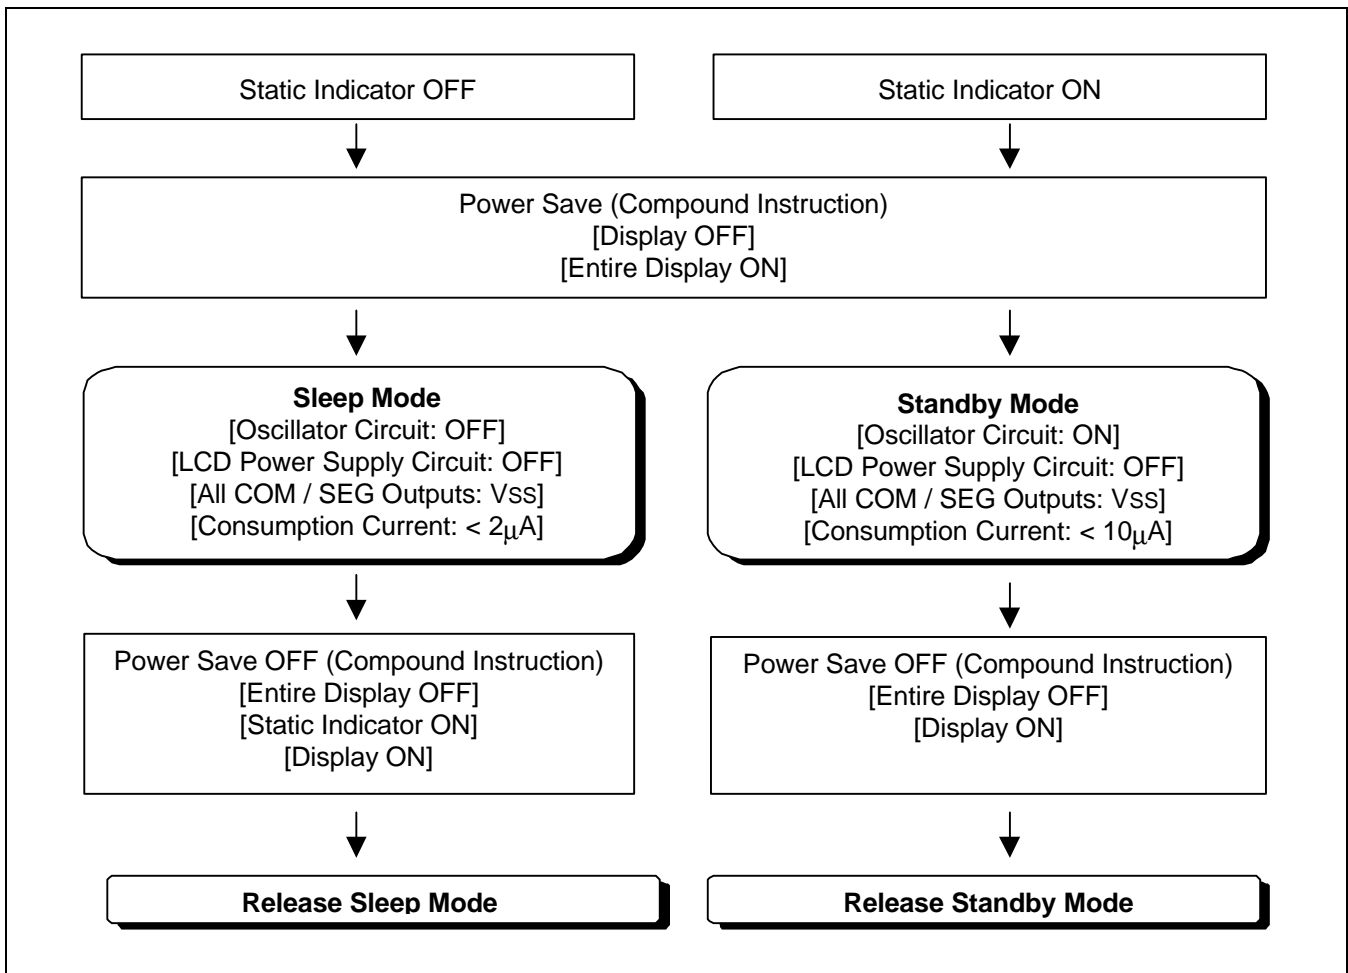 Static Indicator OFF
Static Indicator ON
Power Save (Compound Instruction)
[Display OFF]
[Entire Display ON]
Sleep Mode
[Oscillator Circuit: OFF]
[LCD Power Supply Circuit: OFF]
[All COM / SEG Outputs: VSS]
[Consumption Current: < 2μA]
Standby Mode
[Oscillator Circuit: ON]
[LCD Power Supply Circuit: OFF]
[All COM / SEG Outputs: VSS]
[Consumption Current: < 10μA]
Power Save OFF (Compound Instruction)
[Entire Display OFF]
[Static Indicator ON]
[Display ON]
Power Save OFF (Compound Instruction)
[Entire Display OFF]
[Display ON]
Release Sleep Mode
Release Standby Mode